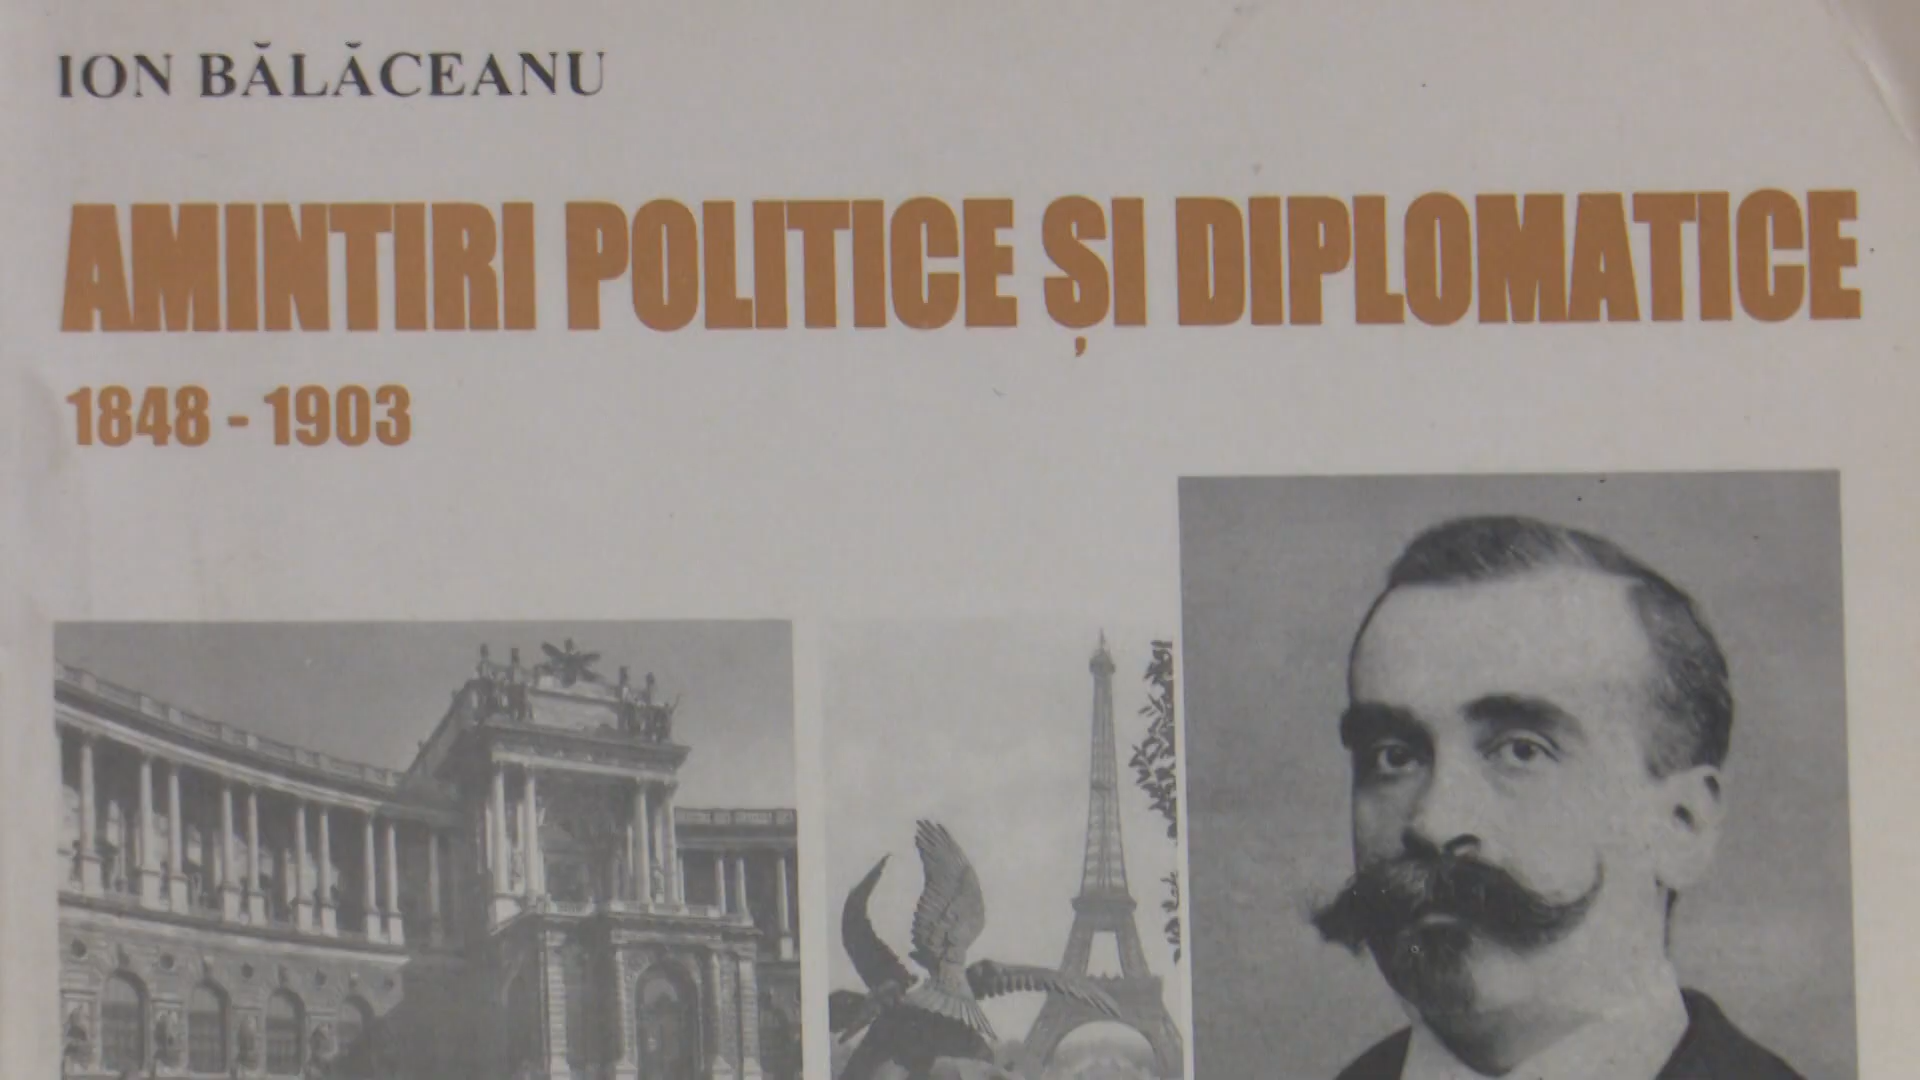 ION BĂLĂCEANU
AMINTIRI POLITICE ȘI DIPLOMATICE
1848 - 1903